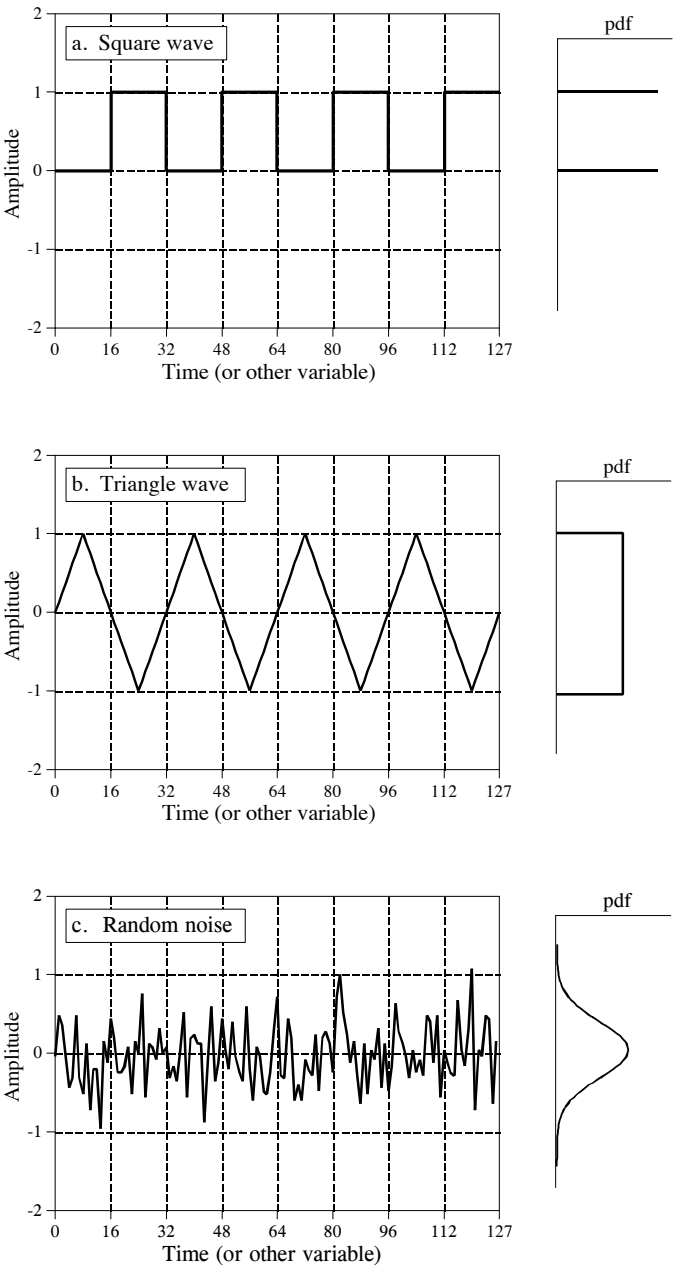 a. Square wave
pdf
2
1
0
-1
-2
Amplitude
0 16 32 48 64 80 96 112 127
Time (or other variable)
b. Triangle wave
pdf
2
1
0
-1
-2
Amplitude
0 16 32 48 64 80 96 112 127
Time (or other variable)
c. Random noise
pdf
2
1
0
-1
-2
Amplitude
0 16 32 48 64 80 96 112 127
Time (or other variable)